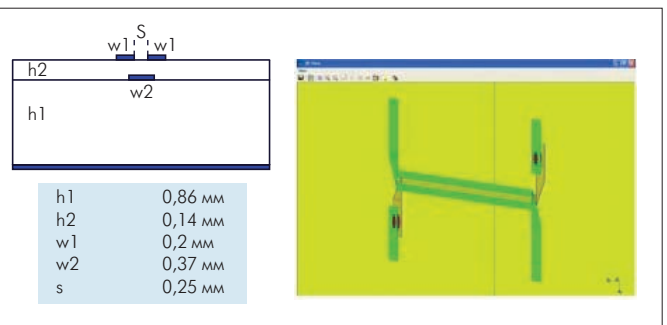 S
w1 w1
h2
w2
h1
h1 0,86 мм
h2 0,14 мм
w1 0,2 мм
w2 0,37 мм
s 0,25 мм